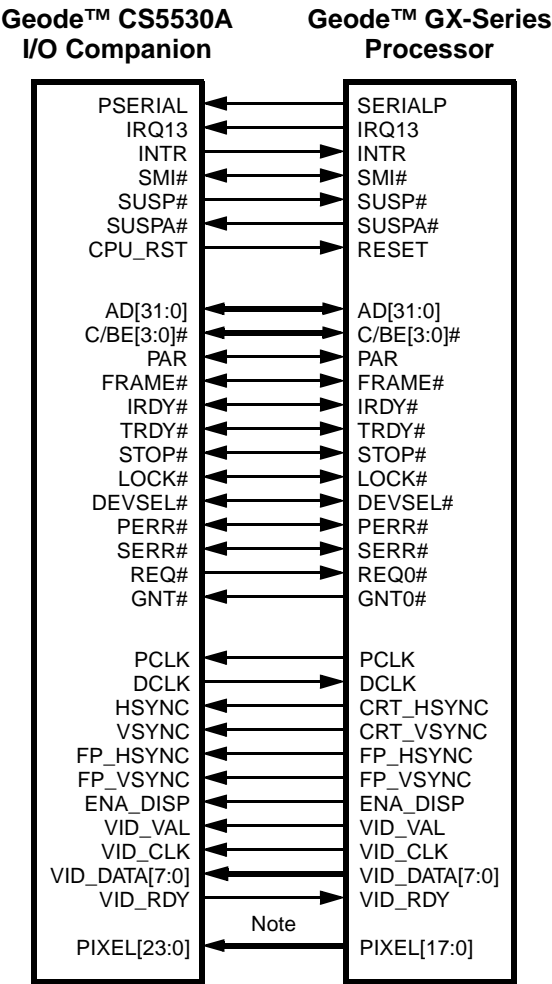 Geode™ CS5530A Geode™ GX-Series
I/O Companion Processor
PSERIAL SERIALP
IRQ13 IRQ13
INTR INTR
SMI# SMI#
SUSP# SUSP#
SUSPA# SUSPA#
CPU_RST RESET
AD[31:0] AD[31:0]
C/BE[3:0]# C/BE[3:0]#
PAR PAR
FRAME# FRAME#
IRDY# IRDY#
TRDY# TRDY#
STOP# STOP#
LOCK# LOCK#
DEVSEL# DEVSEL#
PERR# PERR#
SERR# SERR#
REQ# REQ0#
GNT# GNT0#
PCLK PCLK
DCLK DCLK
HSYNC CRT_HSYNC
VSYNC CRT_VSYNC
FP_HSYNC FP_HSYNC
FP_VSYNC FP_VSYNC
ENA_DISP ENA_DISP
VID_VAL VID_VAL
VID_CLK VID_CLK
VID_DATA[7:0] VID_DATA[7:0]
VID_RDY VID_RDY
Note
PIXEL[23:0] PIXEL[17:0]